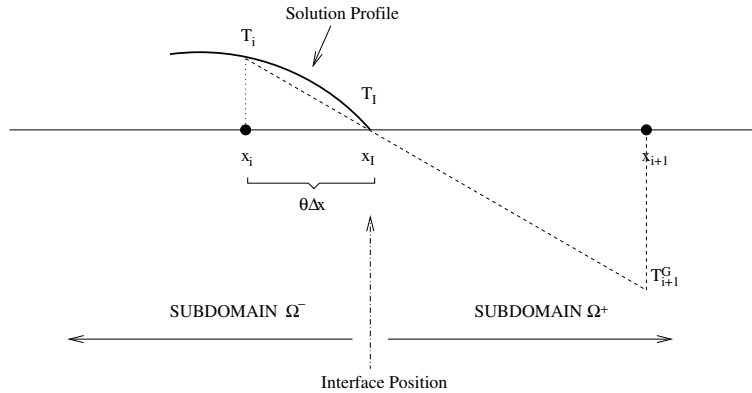 Solution Profile
T_i
T_I
x_i
x_I
x_{i+1}
θΔx
T^G_{i+1}
SUBDOMAIN Ω⁻
SUBDOMAIN Ω⁺
Interface Position